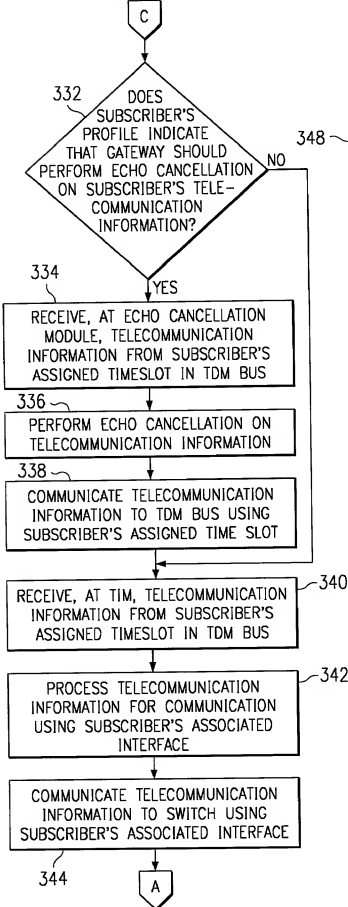 C
332
DOES
SUBSCRIBER'S
PROFILE INDICATE
THAT GATEWAY SHOULD
PERFORM ECHO CANCELLATION
ON SUBSCRIBER'S TELE-
COMMUNICATION
INFORMATION?
348
NO
YES
334
RECEIVE, AT ECHO CANCELLATION
MODULE, TELECOMMUNICATION
INFORMATION FROM SUBSCRIBER'S
ASSIGNED TIMESLOT IN TDM BUS
336
PERFORM ECHO CANCELLATION ON
TELECOMMUNICATION INFORMATION
338
COMMUNICATE TELECOMMUNICATION
INFORMATION TO TDM BUS USING
SUBSCRIBER'S ASSIGNED TIME SLOT
340
RECEIVE, AT TIM, TELECOMMUNICATION
INFORMATION FROM SUBSCRIBER'S
ASSIGNED TIMESLOT IN TDM BUS
342
PROCESS TELECOMMUNICATION
INFORMATION FOR COMMUNICATION
USING SUBSCRIBER'S ASSOCIATED
INTERFACE
COMMUNICATE TELECOMMUNICATION
INFORMATION TO SWITCH USING
SUBSCRIBER'S ASSOCIATED INTERFACE
344
A